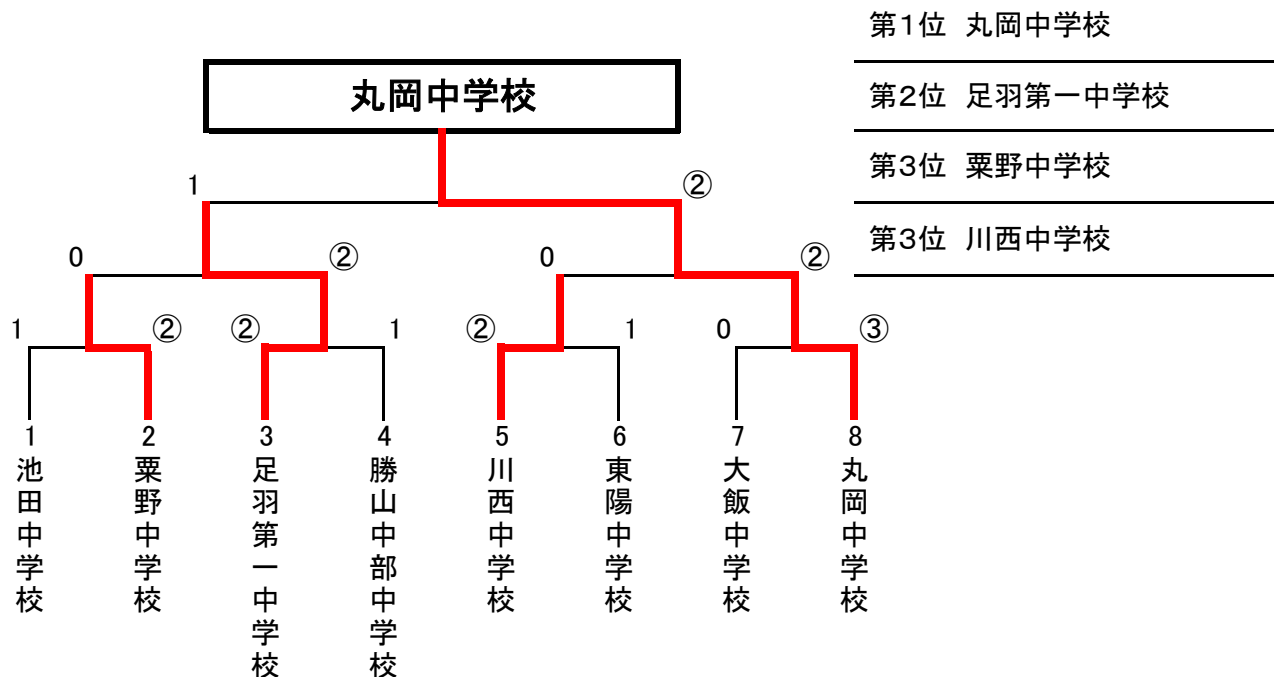 第1位 丸岡中学校
丸岡中学校
第2位 足羽第一中学校
第3位 粟野中学校
1
②
第3位 川西中学校
0
②
0
②
1
②
②
1
②
1
0
③
1
2
3
4
5
6
7
8
池田中学校
粟野中学校
足羽第一中学校
勝山中部中学校
川西中学校
東陽中学校
大飯中学校
丸岡中学校